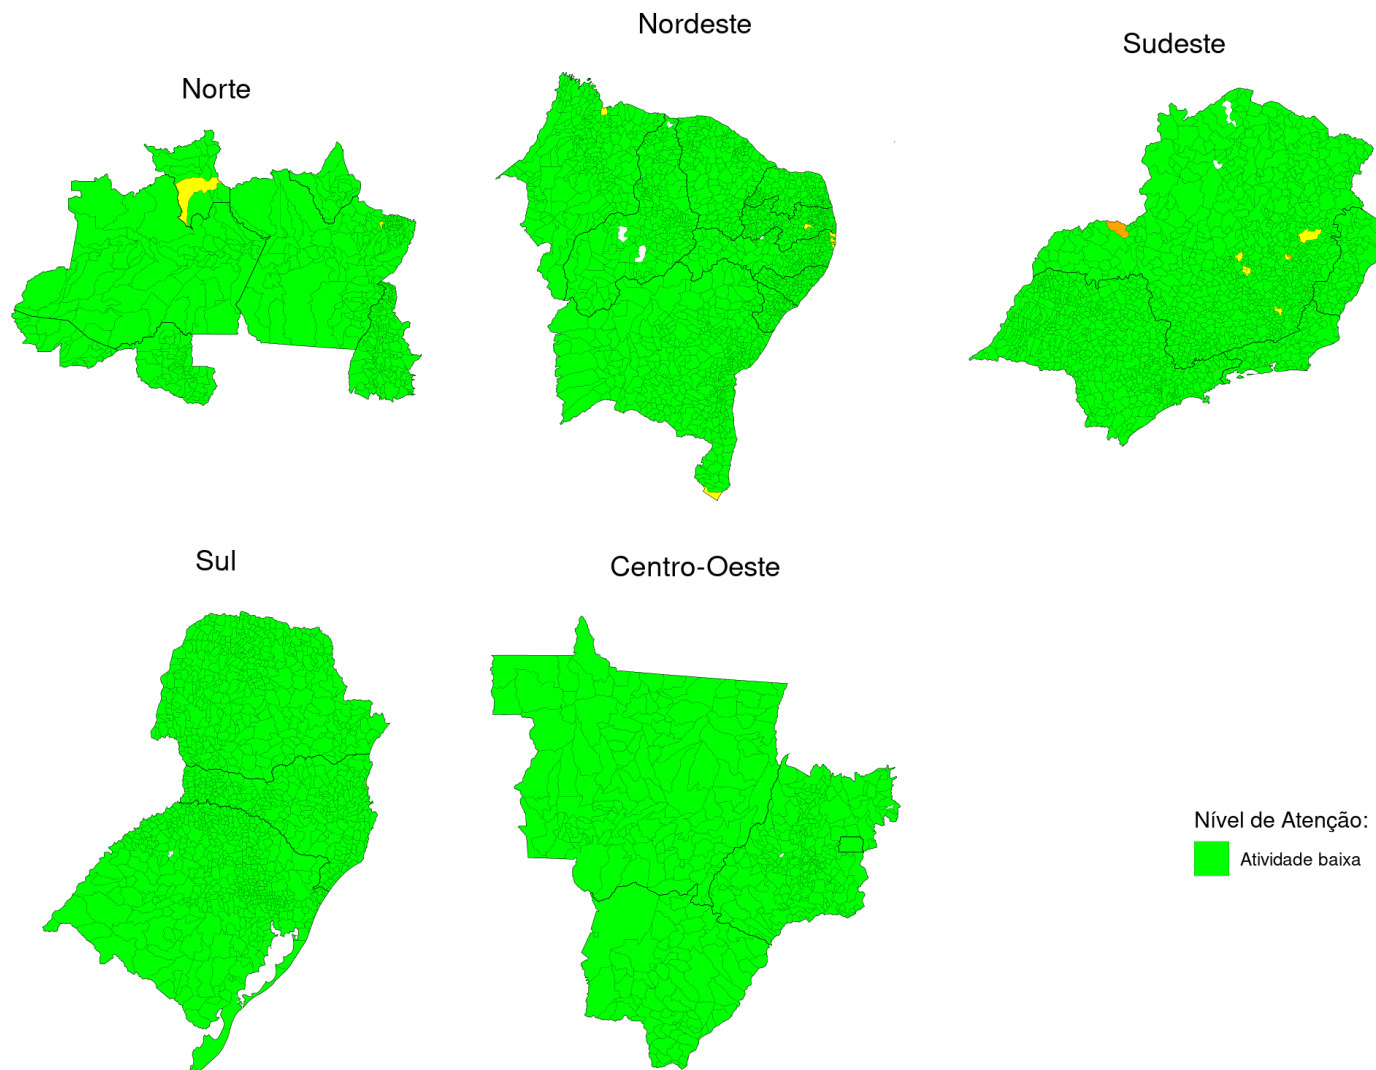 Nordeste
Sudeste
Norte
Sul
Centro-Oeste
Nível de Atenção:
Atividade baixa